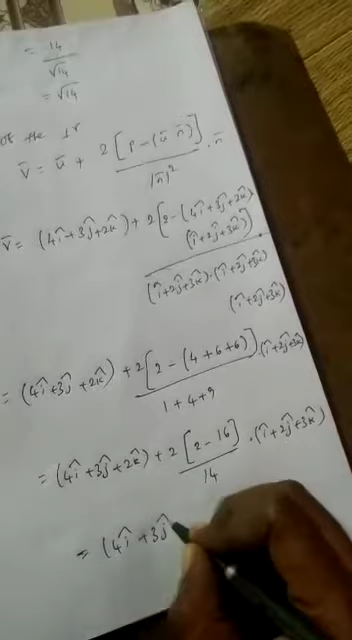 = 14
√14
= √14
of the ⊥r
V̄ = ū + 2[P - (ū n̄)] . n̄
|n̄|²
V̄ = (4î+3ĵ+2k̂) + 2[2 - (4î+3ĵ+2k̂)
(î+2ĵ+3k̂)] .
(î+2ĵ+3k̂).(î+2ĵ+3k̂)
(î+2ĵ+3k̂)
= (4î+3ĵ + 2k̂) + 2[2 - (4+6+6)] (î+2ĵ+3k̂)
1 + 4 + 9
= (4î + 3ĵ + 2k̂) + 2 [2 - 16] . (î+2ĵ+3k̂)
14
= (4î + 3ĵ